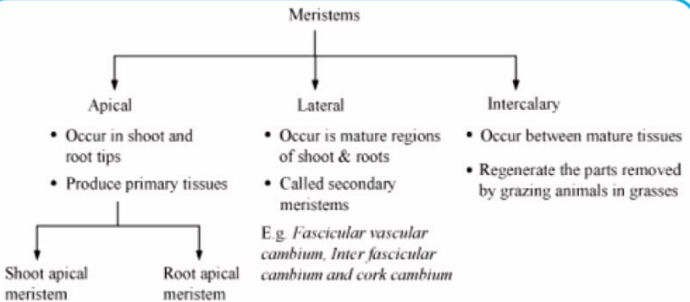 Meristems
Apical
• Occur in shoot and
root tips
• Produce primary tissues
Shoot apical
meristem
Root apical
meristem
Lateral
• Occur is mature regions
of shoot & roots
• Called secondary
meristems
E.g. Fascicular vascular
cambium, Inter fascicular
cambium and cork cambium
Intercalary
• Occur between mature tissues
• Regenerate the parts removed
by grazing animals in grasses